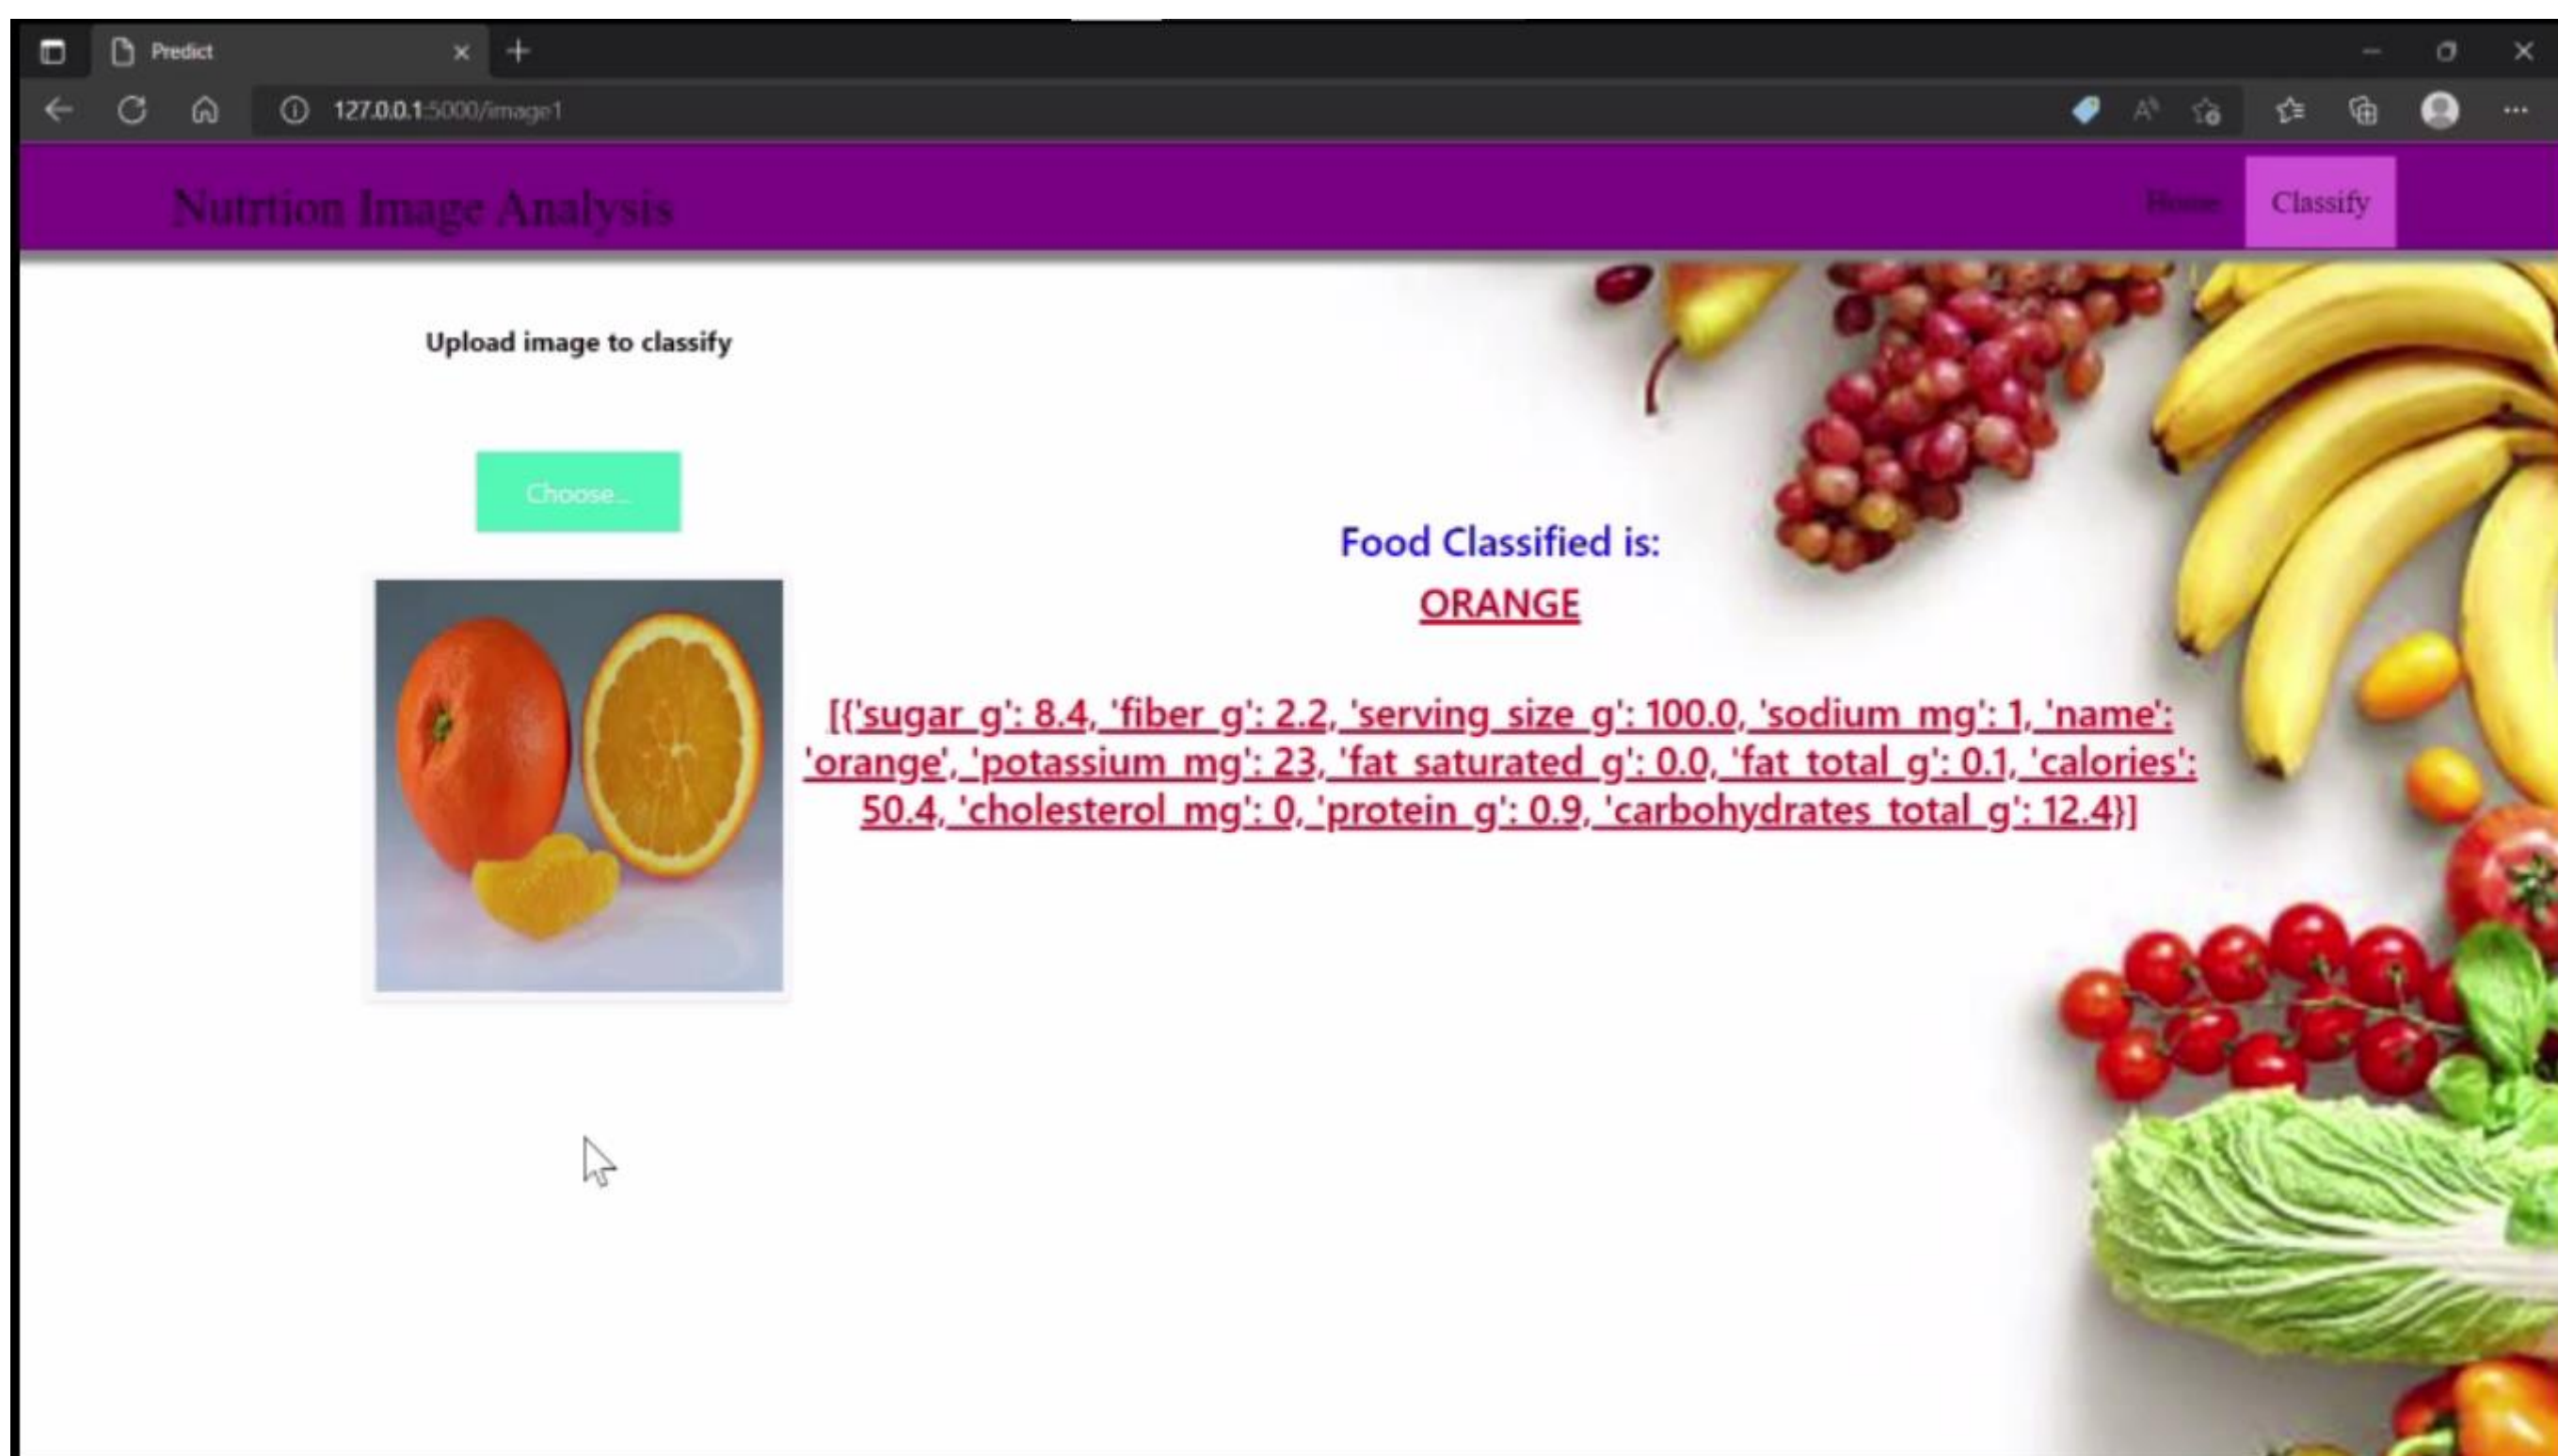 Predict
127.0.0.1:5000/image1
Nutrtion Image Analysis
Home
Classify
Upload image to classify
Choose...
Food Classified is:
ORANGE
[{'sugar_g': 8.4, 'fiber_g': 2.2, 'serving_size_g': 100.0, 'sodium_mg': 1, 'name':
'orange', 'potassium_mg': 23, 'fat_saturated_g': 0.0, 'fat_total_g': 0.1, 'calories':
50.4, 'cholesterol_mg': 0, 'protein_g': 0.9, 'carbohydrates_total_g': 12.4}]